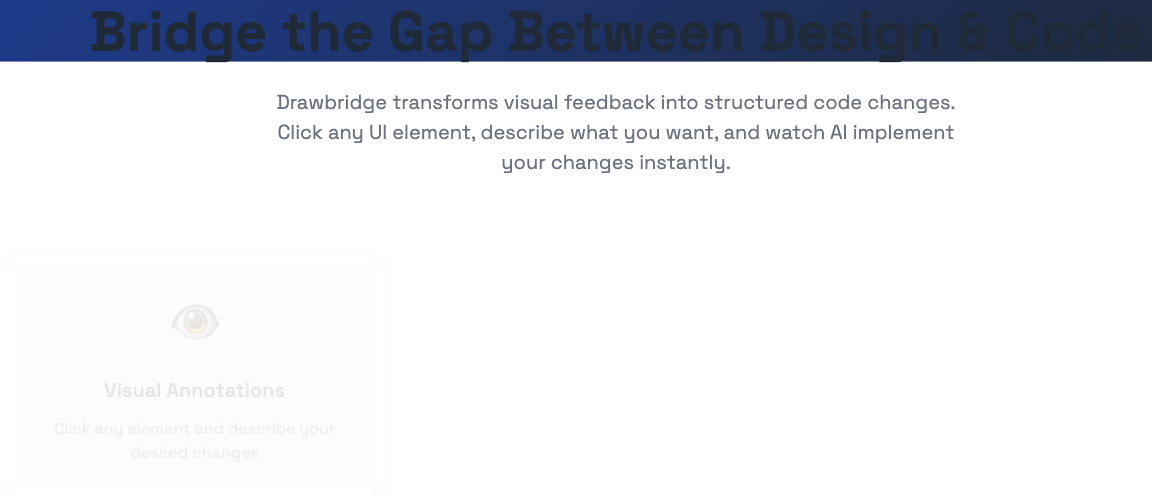 Bridge the Gap Between Design & Code
Drawbridge transforms visual feedback into structured code changes.
Click any UI element, describe what you want, and watch AI implement
your changes instantly.
Visual Annotations
Click any element and describe your
desired changes